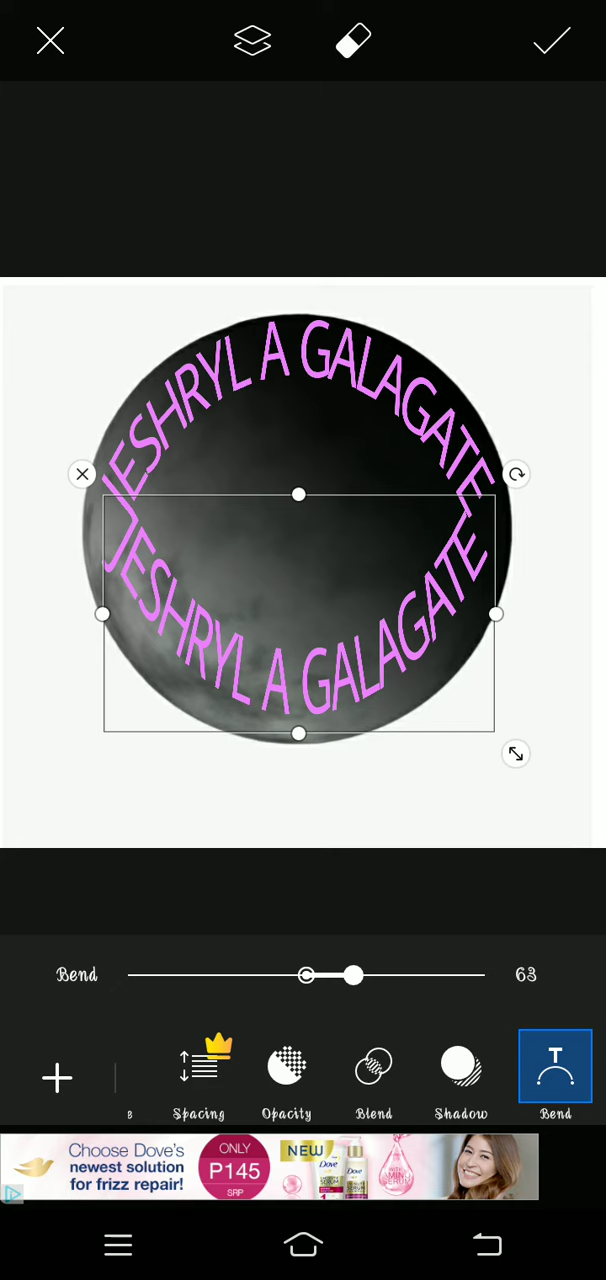 JESHRYL A GALAGATE
JESHRYL A GALAGATE
Bend 63
e Spacing Opacity Blend Shadow Bend
Choose Dove's
newest solution
for frizz repair!
ONLY
P145
SRP
NEW
Dove
Dove